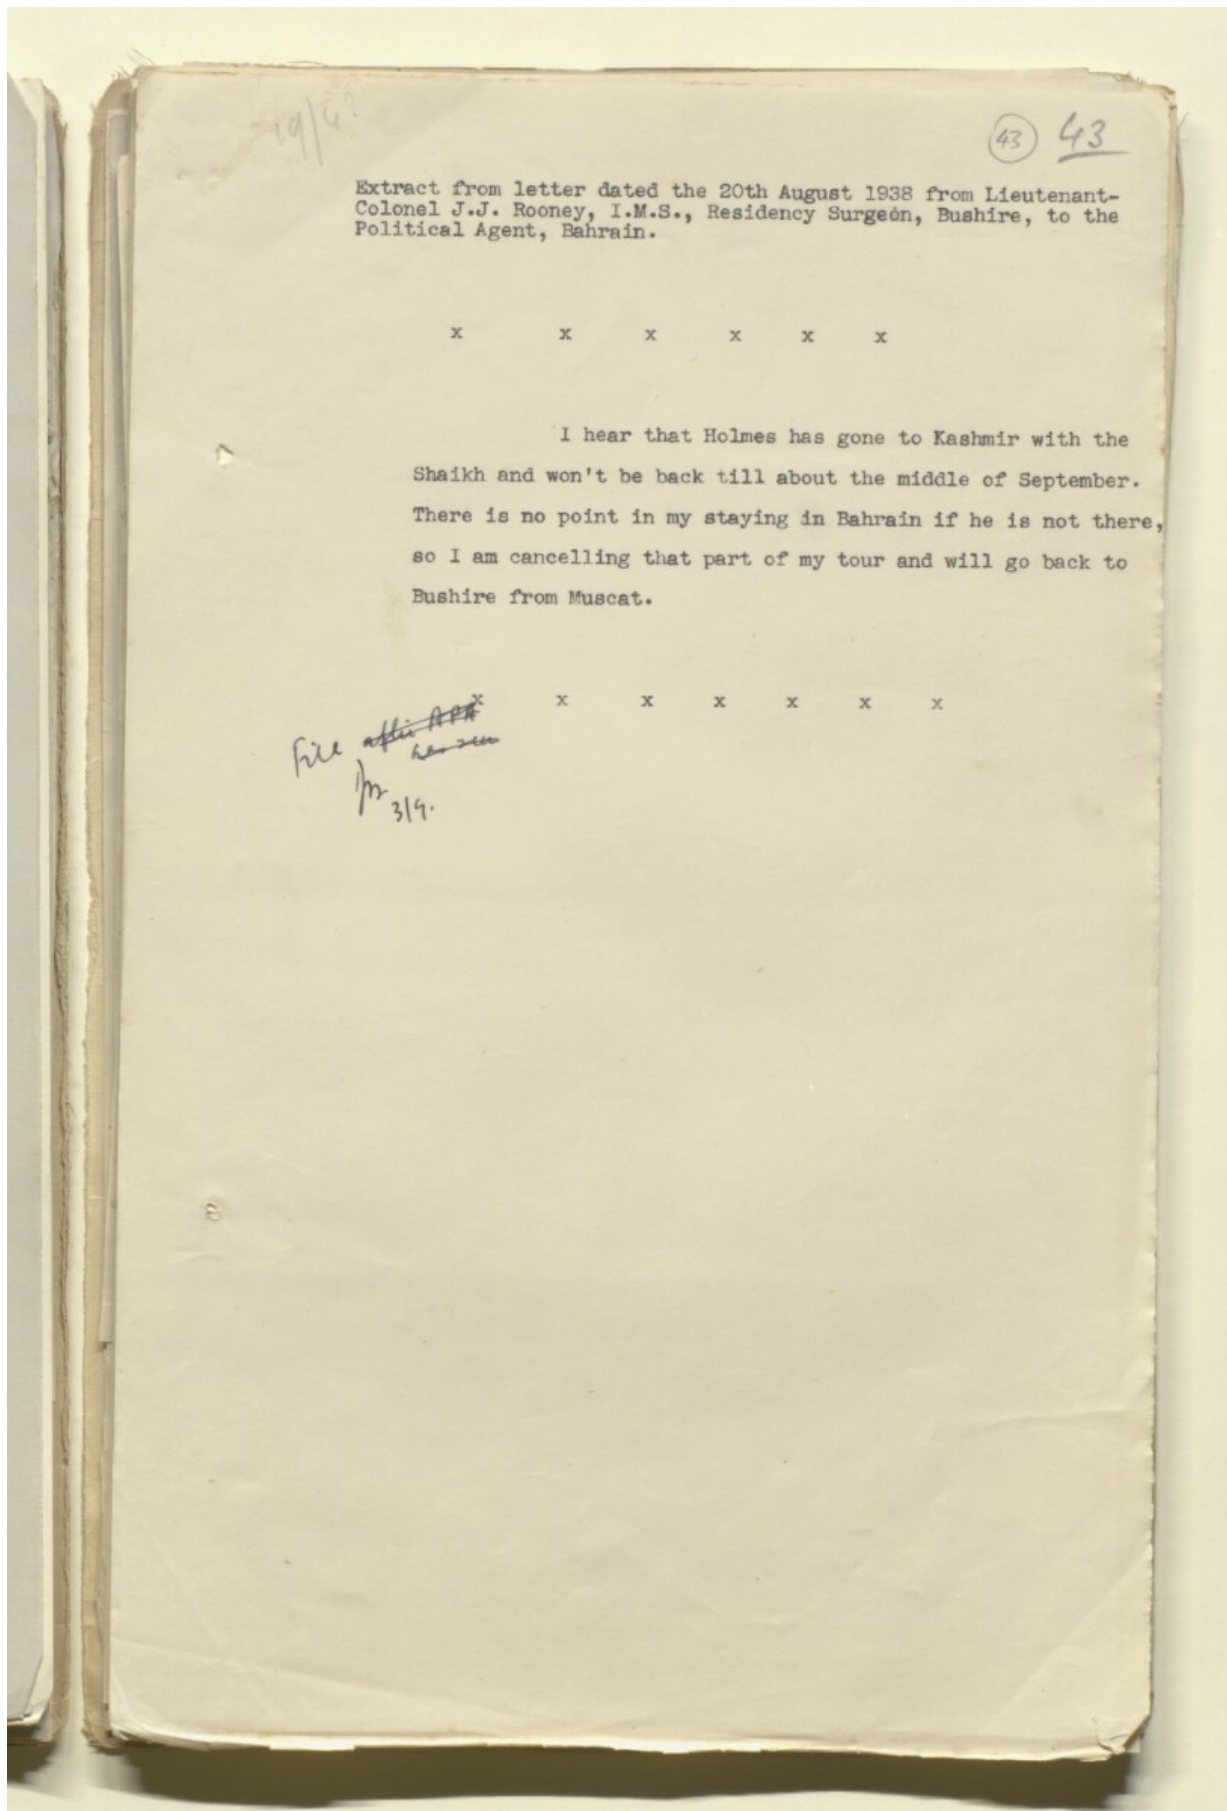 19/4
43 43
Extract from letter dated the 20th August 1938 from Lieutenant-
Colonel J.J. Rooney, I.M.S., Residency Surgeon, Bushire, to the
Political Agent, Bahrain.
x x x x x x
I hear that Holmes has gone to Kashmir with the
Shaikh and won't be back till about the middle of September.
There is no point in my staying in Bahrain if he is not there,
so I am cancelling that part of my tour and will go back to
Bushire from Muscat.
x x x x x x x
File after APA
has seen
3/9.